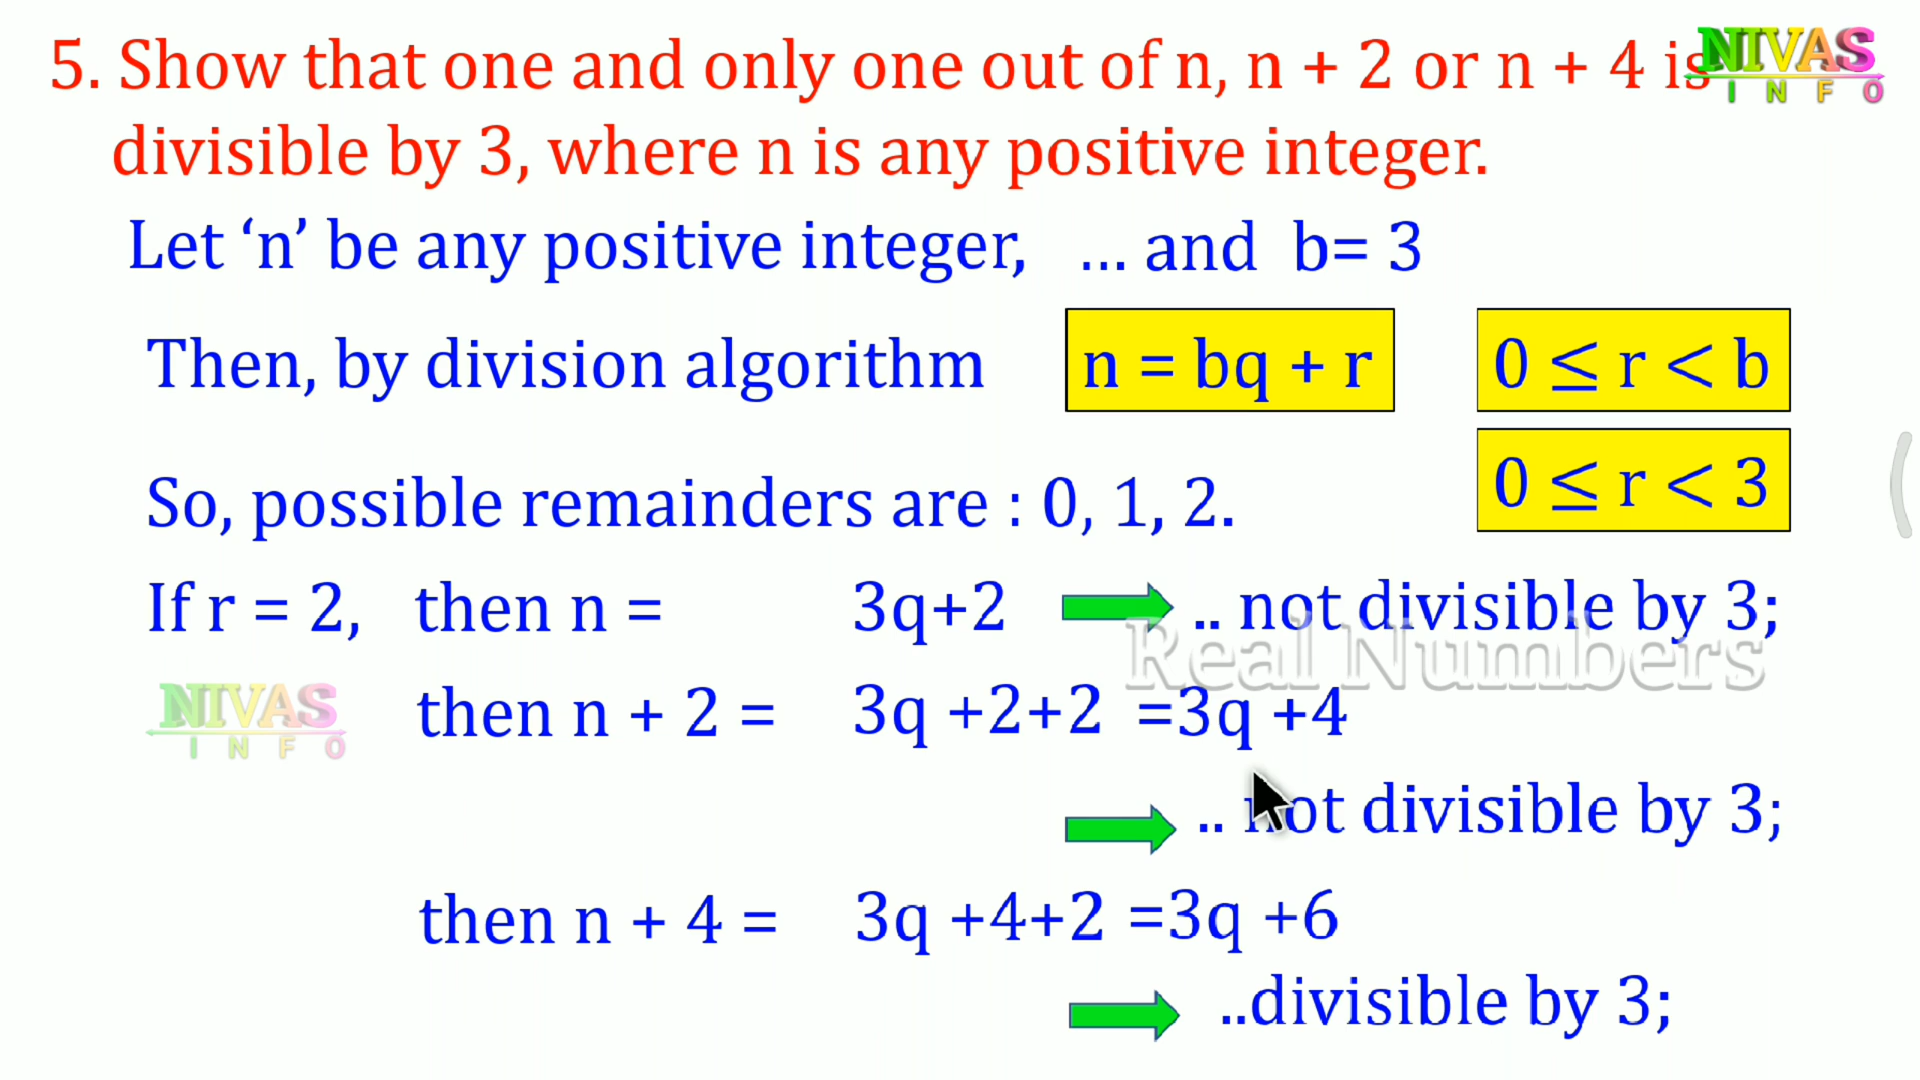 5. Show that one and only one out of n, n + 2 or n + 4 is
NIVAS
INFO
divisible by 3, where n is any positive integer.
Let ‘n’ be any positive integer, ... and b= 3
Then, by division algorithm n = bq + r 0 ≤ r < b
0 ≤ r < 3
So, possible remainders are : 0, 1, 2.
If r = 2, then n = 3q+2 .. not divisible by 3;
Real Numbers
NIVAS
INFO
then n + 2 = 3q +2+2 =3q +4
.. not divisible by 3;
then n + 4 = 3q +4+2 =3q +6
..divisible by 3;